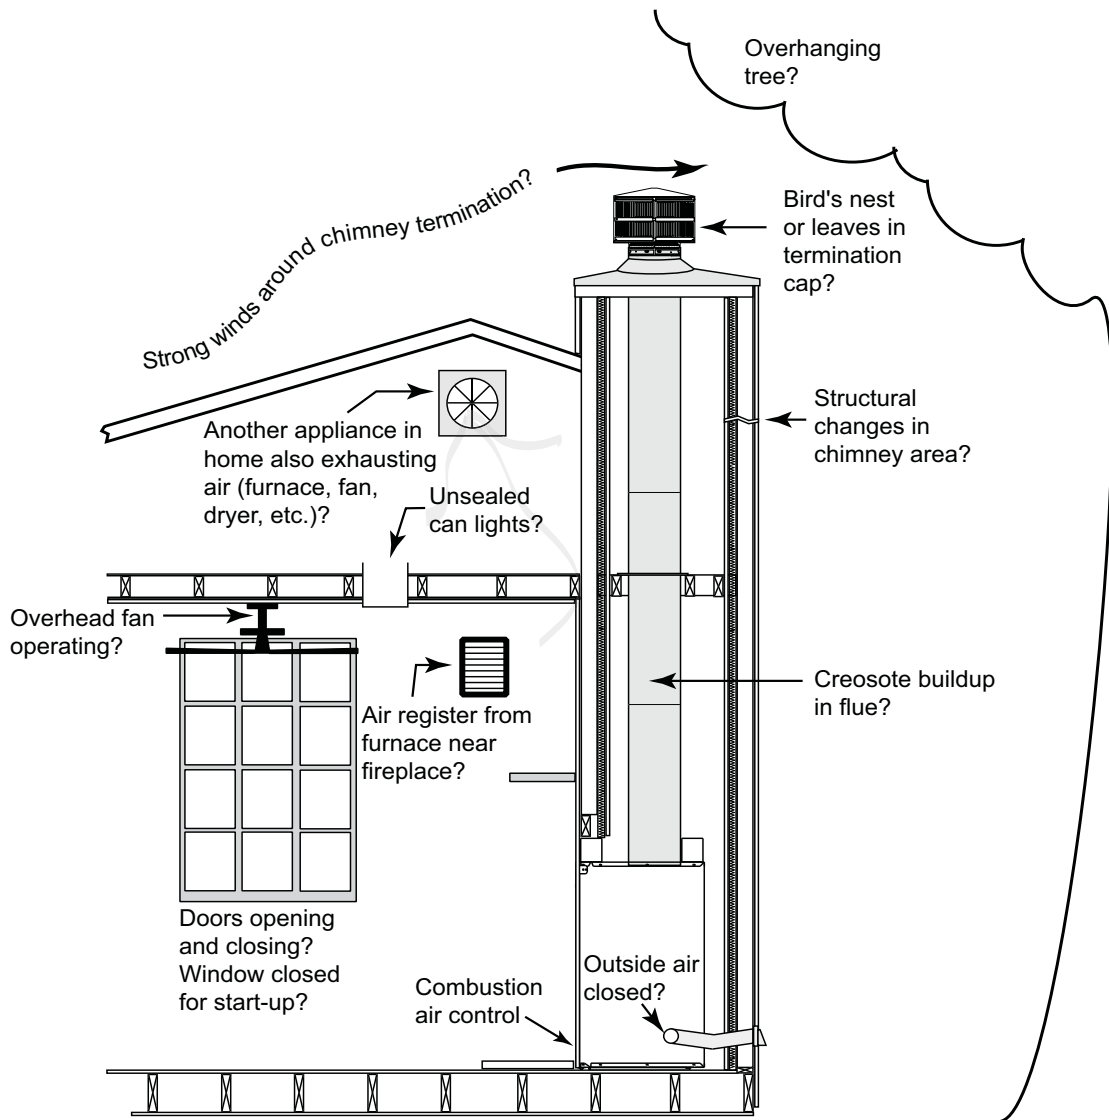 Overhanging
tree?
Strong winds around chimney termination?
Bird's nest
or leaves in
termination
cap?
Structural
changes in
chimney area?
Another appliance in
home also exhausting
air (furnace, fan,
dryer, etc.)?
Unsealed
can lights?
Overhead fan
operating?
Air register from
furnace near
fireplace?
Creosote buildup
in flue?
Doors opening
and closing?
Window closed
for start-up?
Combustion
air control
Outside air
closed?